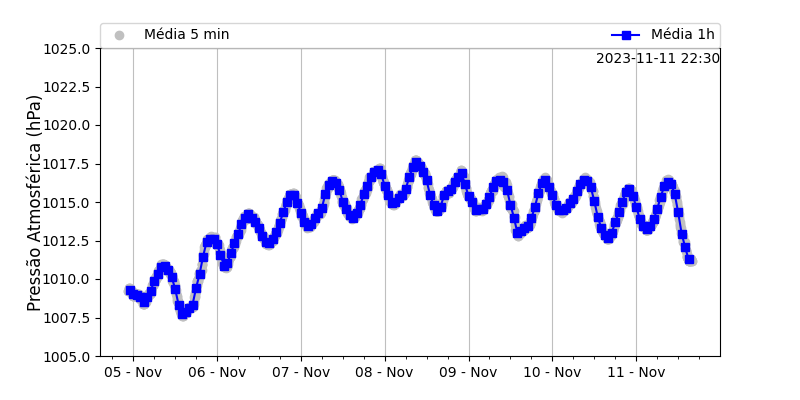 Média 5 min
Média 1h
2023-11-11 22:30
Pressão Atmosférica (hPa)
1025.0
1022.5
1020.0
1017.5
1015.0
1012.5
1010.0
1007.5
1005.0
05 - Nov
06 - Nov
07 - Nov
08 - Nov
09 - Nov
10 - Nov
11 - Nov